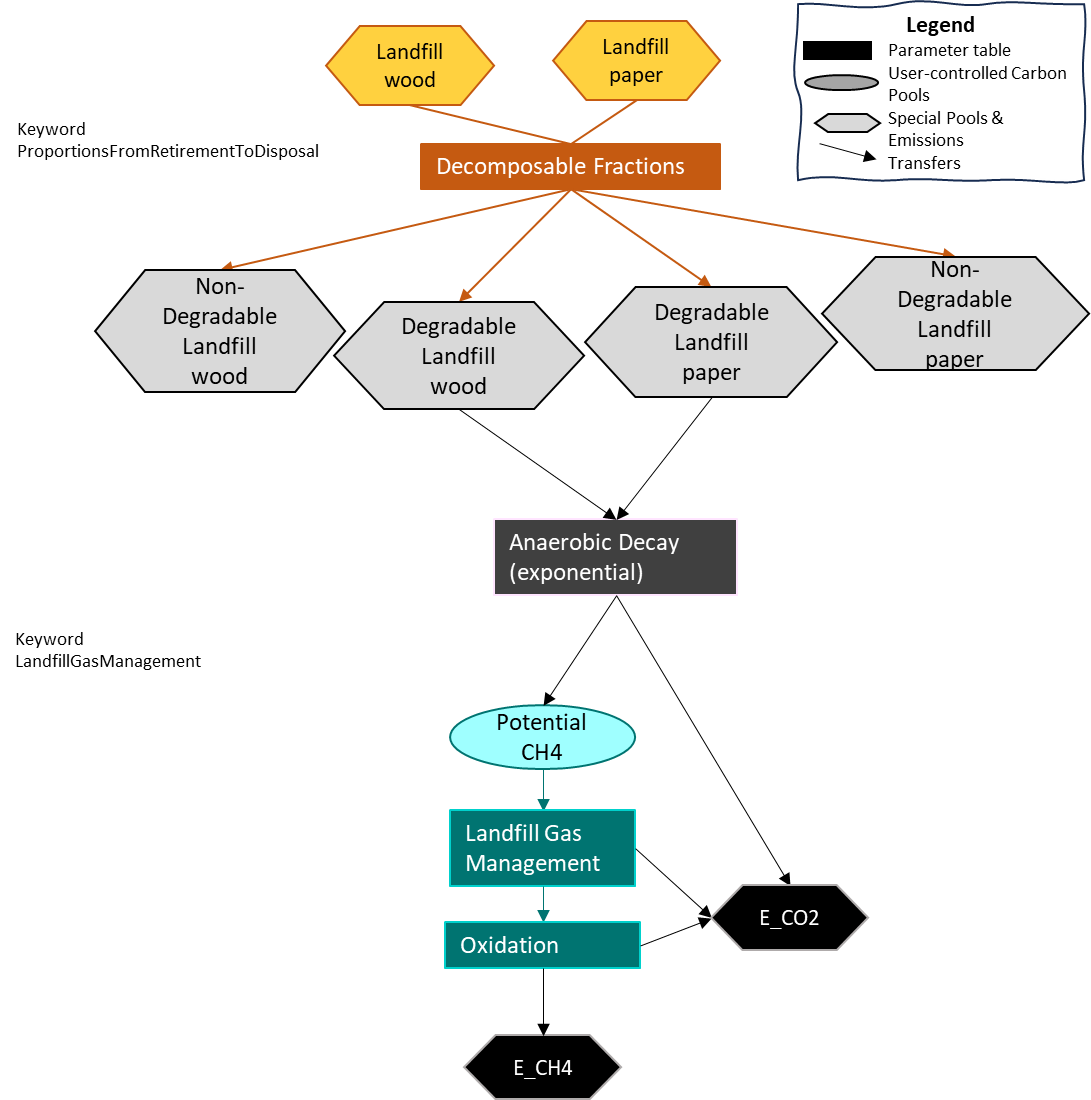 Legend
Parameter table
User-controlled Carbon
Pools
Special Pools &
Emissions
Transfers
Landfill
wood
Landfill
paper
Keyword
ProportionsFromRetirementToDisposal
Decomposable Fractions
Non-
Degradable
Landfill
wood
Degradable
Landfill
wood
Degradable
Landfill
paper
Non-
Degradable
Landfill
paper
Anaerobic Decay
(exponential)
Keyword
LandfillGasManagement
Potential
CH4
Landfill Gas
Management
E_CO2
Oxidation
E_CH4